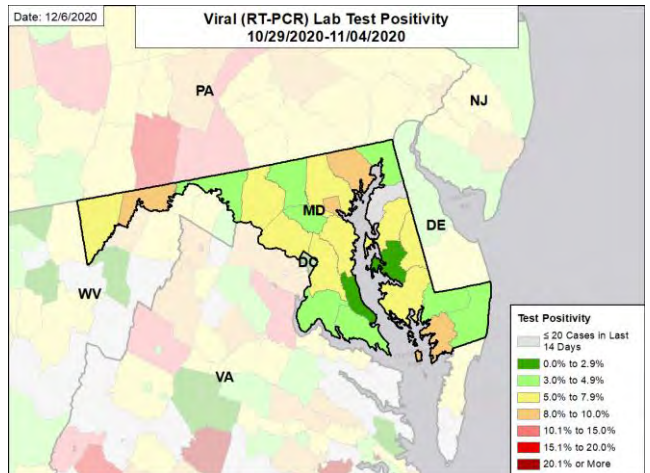 Date: 12/6/2020
Viral (RT-PCR) Lab Test Positivity
10/29/2020-11/04/2020
PA
NJ
MD
DE
DC
WV
VA
Test Positivity
≤ 20 Cases in Last
14 Days
0.0% to 2.9%
3.0% to 4.9%
5.0% to 7.9%
8.0% to 10.0%
10.1% to 15.0%
15.1% to 20.0%
20.1% or More